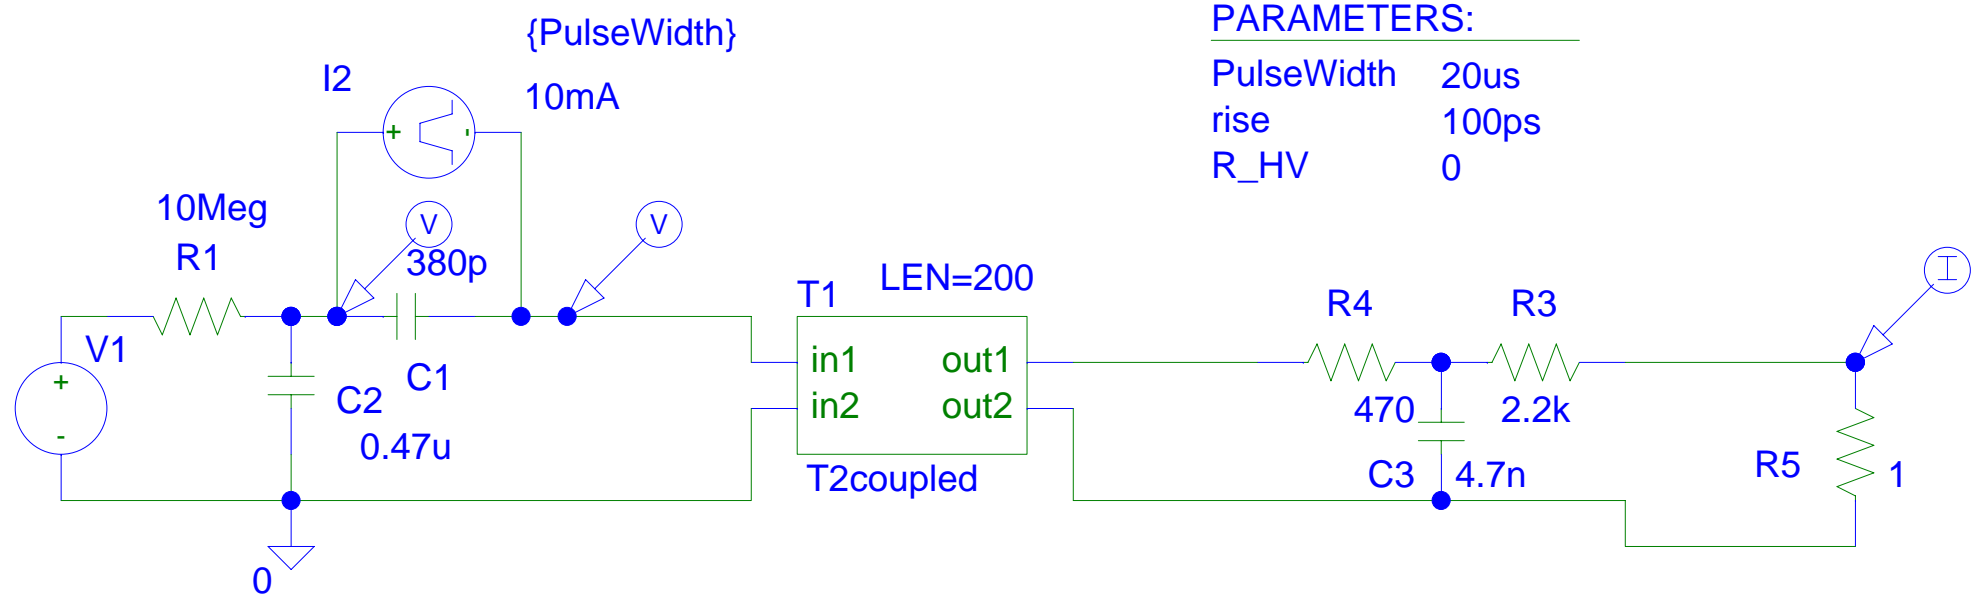 {PulseWidth}
PARAMETERS:
I2
10mA
PulseWidth 20us
rise 100ps
R_HV 0
+ -
10Meg
V
V
R1
380p
LEN=200
I
T1
R4
R3
V1
in1 out1
+
C1
C2
in2 out2
470
2.2k
-
0.47u
T2coupled
C3
4.7n
R5
1
0